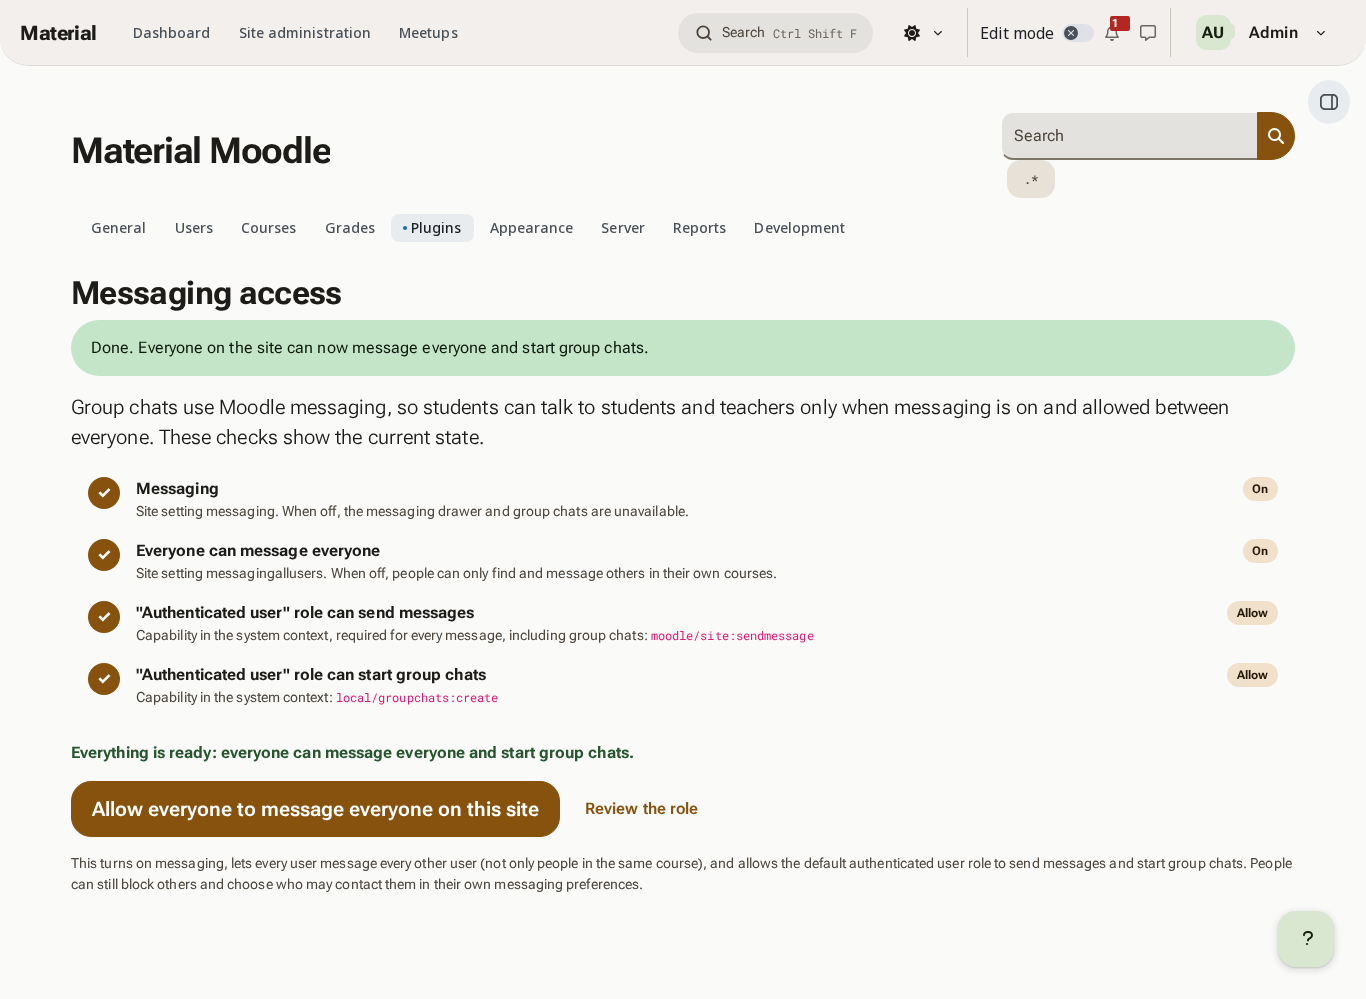 Material
Dashboard
Site administration
Meetups
Search Ctrl Shift F
Edit mode
1
AU
Admin
Material Moodle
Search
.*
General
Users
Courses
Grades
Plugins
Appearance
Server
Reports
Development
Messaging access
Done. Everyone on the site can now message everyone and start group chats.
Group chats use Moodle messaging, so students can talk to students and teachers only when messaging is on and allowed between
everyone. These checks show the current state.
Messaging
On
Site setting messaging. When off, the messaging drawer and group chats are unavailable.
Everyone can message everyone
On
Site setting messagingallusers. When off, people can only find and message others in their own courses.
"Authenticated user" role can send messages
Allow
Capability in the system context, required for every message, including group chats: moodle/site:sendmessage
"Authenticated user" role can start group chats
Allow
Capability in the system context: local/groupchats:create
Everything is ready: everyone can message everyone and start group chats.
Allow everyone to message everyone on this site
Review the role
This turns on messaging, lets every user message every other user (not only people in the same course), and allows the default authenticated user role to send messages and start group chats. People
can still block others and choose who may contact them in their own messaging preferences.
?